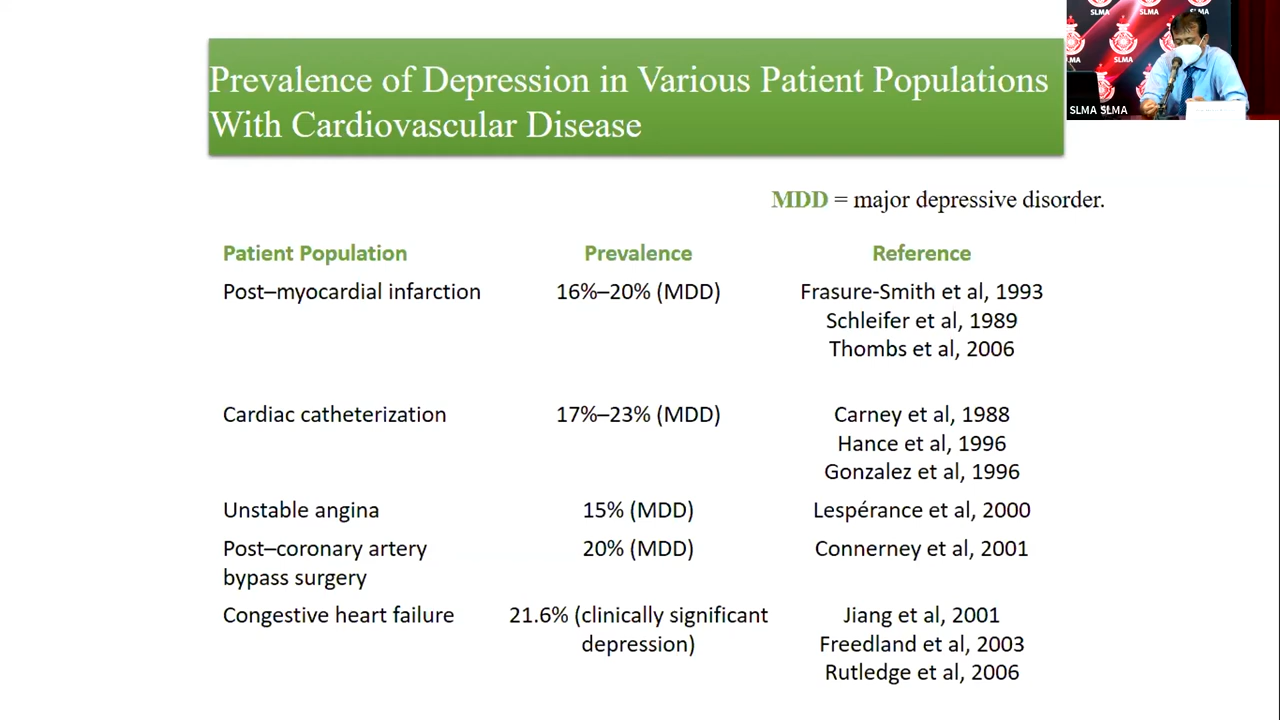 Prevalence of Depression in Various Patient Populations
With Cardiovascular Disease
SLMA SLMA SLMA
SLMA
SLMA SLMA
MDD = major depressive disorder.
Patient Population Prevalence Reference
Post–myocardial infarction 16%–20% (MDD) Frasure-Smith et al, 1993
Schleifer et al, 1989
Thombs et al, 2006
Cardiac catheterization 17%–23% (MDD) Carney et al, 1988
Hance et al, 1996
Gonzalez et al, 1996
Unstable angina 15% (MDD) Lespérance et al, 2000
Post–coronary artery 20% (MDD) Connerney et al, 2001
bypass surgery
Congestive heart failure 21.6% (clinically significant Jiang et al, 2001
depression) Freedland et al, 2003
Rutledge et al, 2006